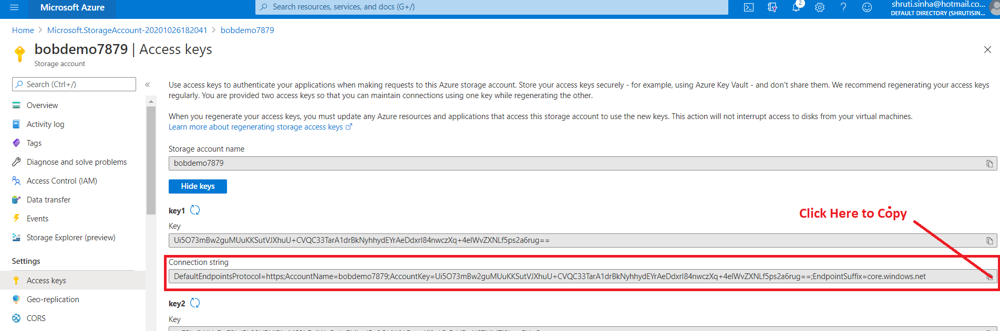 Microsoft Azure
Search resources, services, and docs (G+/)
2
shruti.sinha@hotmail.co...
DEFAULT DIRECTORY (SHRUTISIN...
Home > Microsoft.StorageAccount-20201026182041 > bobdemo7879
bobdemo7879 | Access keys
Storage account
Search (Ctrl+/)
«
Overview
Activity log
Tags
Diagnose and solve problems
Access Control (IAM)
Data transfer
Events
Storage Explorer (preview)
Settings
Access keys
Geo-replication
CORS
Use access keys to authenticate your applications when making requests to this Azure storage account. Store your access keys securely - for example, using Azure Key Vault - and don't share them. We recommend regenerating your access keys
regularly. You are provided two access keys so that you can maintain connections using one key while regenerating the other.
When you regenerate your access keys, you must update any Azure resources and applications that access this storage account to use the new keys. This action will not interrupt access to disks from your virtual machines.
Learn more about regenerating storage access keys
Storage account name
bobdemo7879
Hide keys
key1
Click Here to Copy
Key
Ui5O73mBw2guMUuKKSutVJXhuU+CVQC33TarA1drBkNyhhydEYrAeDdxrI84nwczXq+4eIWvZXNLf5ps2a6rug==
Connection string
DefaultEndpointsProtocol=https;AccountName=bobdemo7879;AccountKey=Ui5O73mBw2guMUuKKSutVJXhuU+CVQC33TarA1drBkNyhhydEYrAeDdxrI84nwczXq+4eIWvZXNLf5ps2a6rug==;EndpointSuffix=core.windows.net
key2
Key